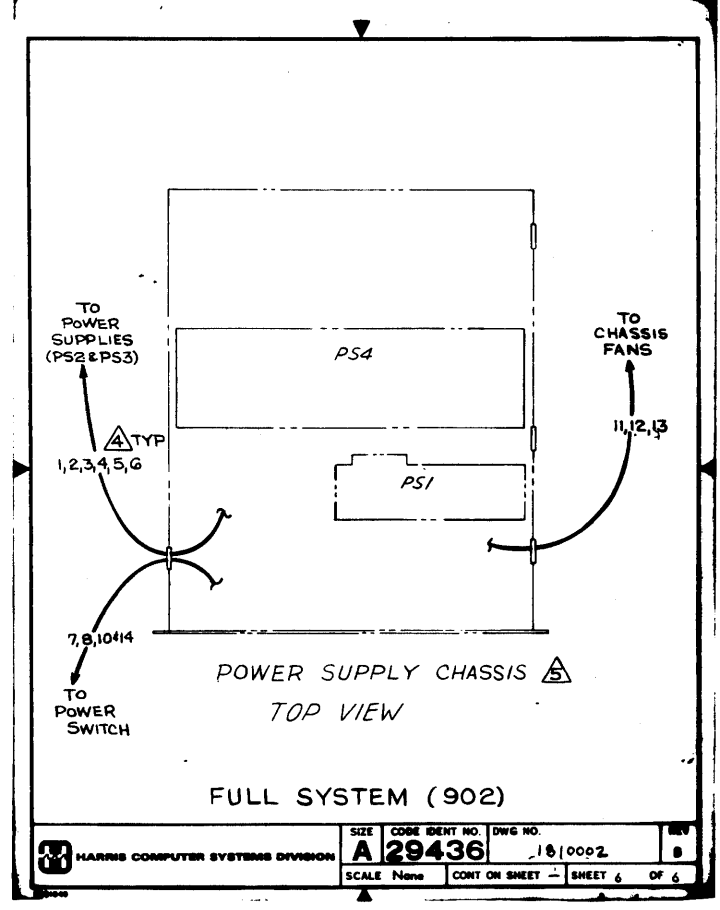 TO
POWER
SUPPLIES
(PS2 & PS3)
TO
CHASSIS
FANS
PS4
4 TYP
1,2,3,4,5,6
11,12,13
PS1
7,8,10&14
TO
POWER
SWITCH
POWER SUPPLY CHASSIS 5
TOP VIEW
FULL SYSTEM (902)
HARRIS COMPUTER SYSTEMS DIVISION
SIZE
A
CODE IDENT NO.
29436
DWG NO.
1810002
REV
B
SCALE None
CONT ON SHEET —
SHEET 6 OF 6